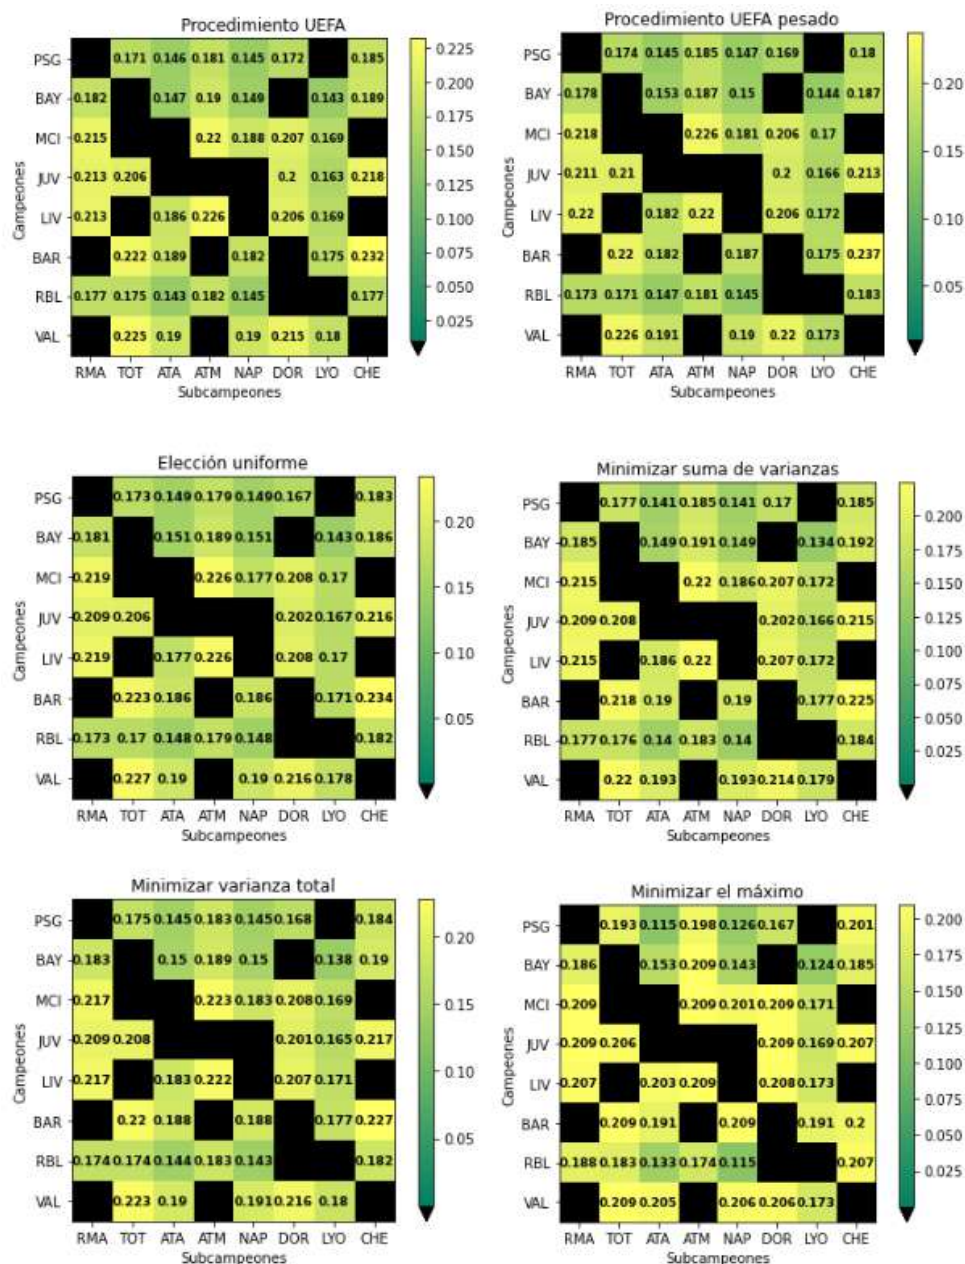 Procedimiento UEFA
PSG 0.171 0.146 0.181 0.145 0.172 0.185
BAY 0.182 0.147 0.19 0.149 0.143 0.189
MCI 0.215 0.22 0.188 0.207 0.169
JUV 0.213 0.206 0.2 0.163 0.218
LIV 0.213 0.186 0.226 0.206 0.169
BAR 0.222 0.189 0.182 0.175 0.232
RBL 0.177 0.175 0.143 0.182 0.145 0.177
VAL 0.225 0.19 0.19 0.215 0.18
RMA TOT ATA ATM NAP DOR LYO CHE
Subcampeones
Campeones
0.225
0.200
0.175
0.150
0.125
0.100
0.075
0.050
0.025
Procedimiento UEFA pesado
PSG 0.174 0.145 0.185 0.147 0.169 0.18
BAY 0.178 0.153 0.187 0.15 0.144 0.187
MCI 0.218 0.226 0.181 0.206 0.17
JUV 0.211 0.21 0.2 0.166 0.213
LIV 0.22 0.182 0.22 0.206 0.172
BAR 0.22 0.182 0.187 0.175 0.237
RBL 0.173 0.171 0.147 0.181 0.145 0.183
VAL 0.226 0.191 0.19 0.22 0.173
RMA TOT ATA ATM NAP DOR LYO CHE
Subcampeones
Campeones
0.20
0.15
0.10
0.05
Elección uniforme
PSG 0.173 0.149 0.179 0.149 0.167 0.183
BAY 0.181 0.151 0.189 0.151 0.143 0.186
MCI 0.219 0.226 0.177 0.208 0.17
JUV 0.209 0.206 0.202 0.167 0.216
LIV 0.219 0.177 0.226 0.208 0.17
BAR 0.223 0.186 0.186 0.171 0.234
RBL 0.173 0.17 0.148 0.179 0.148 0.182
VAL 0.227 0.19 0.19 0.216 0.178
RMA TOT ATA ATM NAP DOR LYO CHE
Subcampeones
Campeones
0.20
0.15
0.10
0.05
Minimizar suma de varianzas
PSG 0.177 0.141 0.185 0.141 0.17 0.185
BAY 0.185 0.149 0.191 0.149 0.134 0.192
MCI 0.215 0.22 0.186 0.207 0.172
JUV 0.209 0.208 0.202 0.166 0.215
LIV 0.215 0.186 0.22 0.207 0.172
BAR 0.218 0.19 0.19 0.177 0.225
RBL 0.177 0.176 0.14 0.183 0.14 0.184
VAL 0.22 0.193 0.193 0.214 0.179
RMA TOT ATA ATM NAP DOR LYO CHE
Subcampeones
Campeones
0.200
0.175
0.150
0.125
0.100
0.075
0.050
0.025
Minimizar varianza total
PSG 0.175 0.145 0.183 0.145 0.168 0.184
BAY 0.183 0.15 0.189 0.15 0.138 0.19
MCI 0.217 0.223 0.183 0.208 0.169
JUV 0.209 0.208 0.201 0.165 0.217
LIV 0.217 0.183 0.222 0.207 0.171
BAR 0.22 0.188 0.188 0.177 0.227
RBL 0.174 0.174 0.144 0.183 0.143 0.182
VAL 0.223 0.19 0.191 0.216 0.18
RMA TOT ATA ATM NAP DOR LYO CHE
Subcampeones
Campeones
0.20
0.15
0.10
0.05
Minimizar el máximo
PSG 0.193 0.115 0.198 0.126 0.167 0.201
BAY 0.186 0.153 0.209 0.143 0.124 0.185
MCI 0.209 0.209 0.201 0.209 0.171
JUV 0.209 0.206 0.209 0.169 0.207
LIV 0.207 0.203 0.209 0.208 0.173
BAR 0.209 0.191 0.209 0.191 0.2
RBL 0.188 0.183 0.133 0.174 0.115 0.207
VAL 0.209 0.205 0.206 0.206 0.173
RMA TOT ATA ATM NAP DOR LYO CHE
Subcampeones
Campeones
0.200
0.175
0.150
0.125
0.100
0.075
0.050
0.025